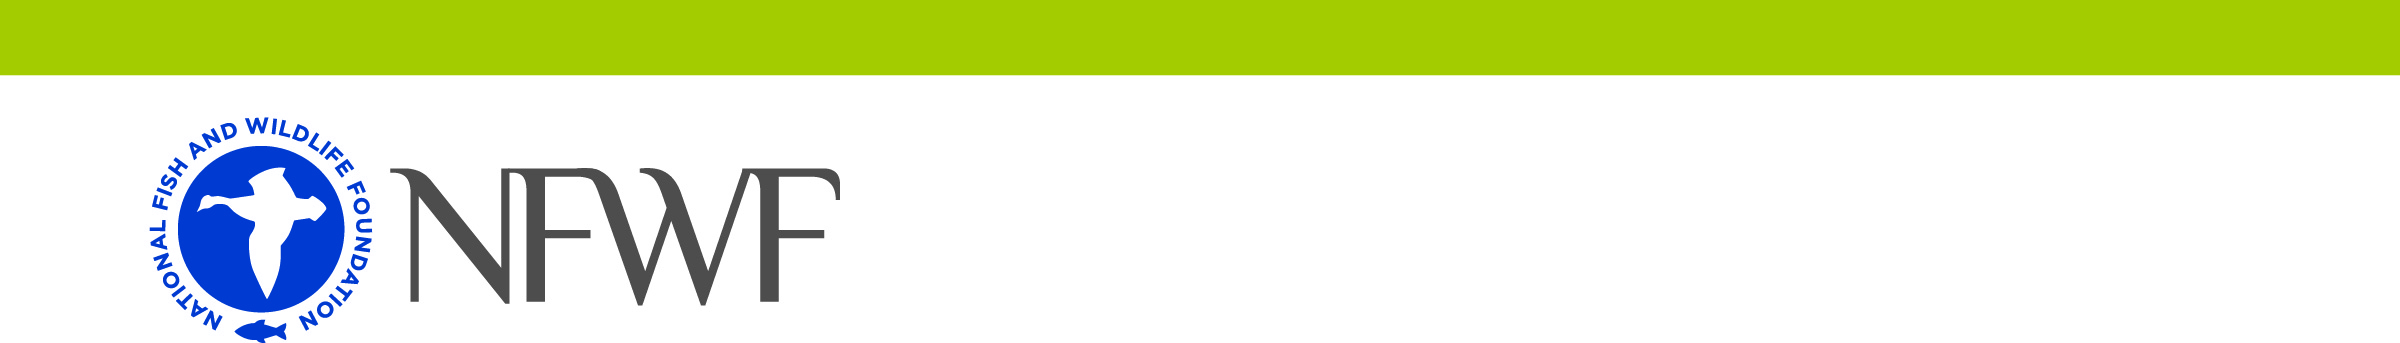 NATIONAL FISH AND WILDLIFE FOUNDATION
NFWF